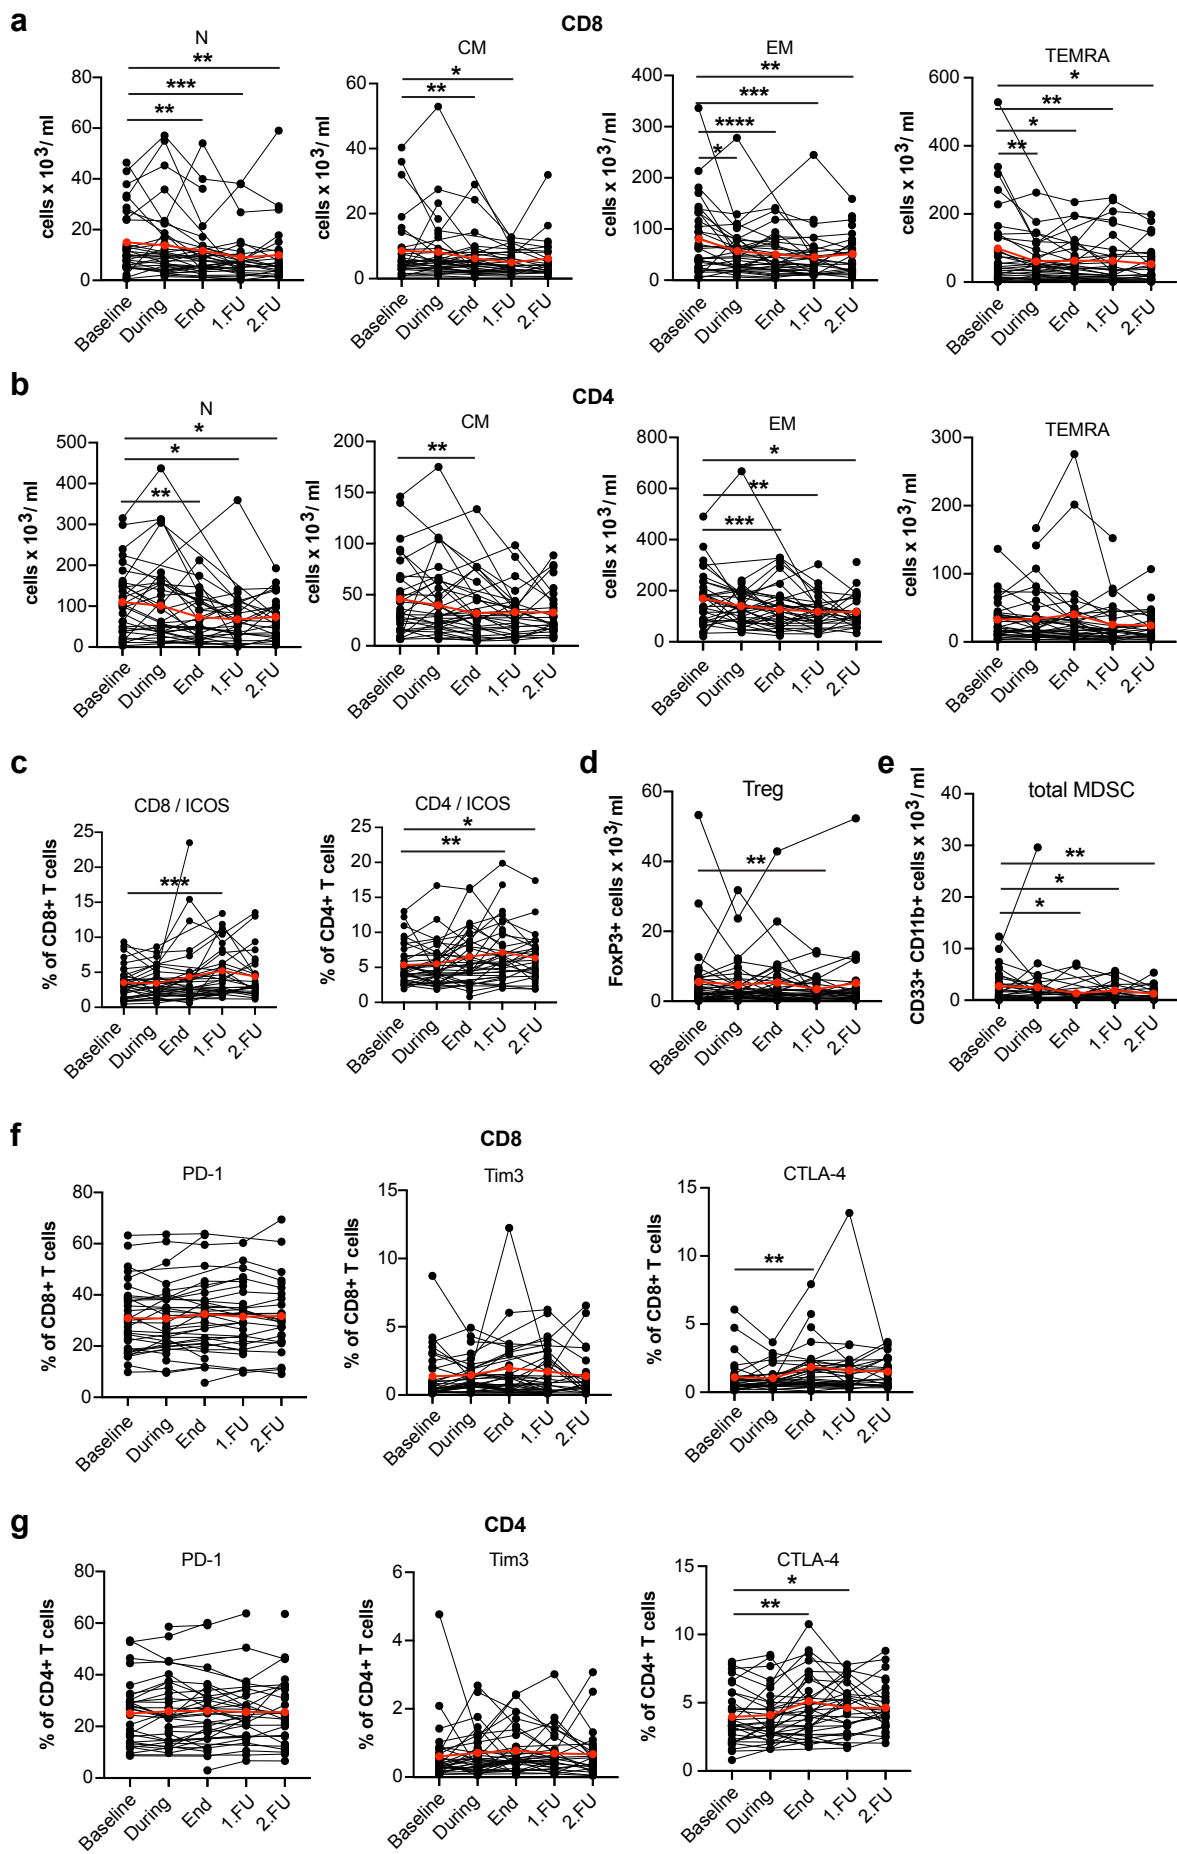 a
CD8
N
CM
EM
TEMRA
cells x 10³/ ml
80
60
40
20
0
** 
***
**
Baseline
During
End
1.FU
2.FU
cells x 10³/ ml
60
40
20
0
*
**
Baseline
During
End
1.FU
2.FU
cells x 10³/ ml
400
300
200
100
0
**
***
****
*
Baseline
During
End
1.FU
2.FU
cells x 10³/ ml
600
400
200
0
*
**
*
**
Baseline
During
End
1.FU
2.FU
b
CD4
N
CM
EM
TEMRA
cells x 10³/ ml
500
400
300
200
100
0
*
*
**
Baseline
During
End
1.FU
2.FU
cells x 10³/ ml
200
150
100
50
0
**
Baseline
During
End
1.FU
2.FU
cells x 10³/ ml
800
600
400
200
0
*
**
***
Baseline
During
End
1.FU
2.FU
cells x 10³/ ml
300
200
100
0
Baseline
During
End
1.FU
2.FU
c
CD8 / ICOS
% of CD8+ T cells
25
20
15
10
5
0
***
Baseline
During
End
1.FU
2.FU
CD4 / ICOS
% of CD4+ T cells
25
20
15
10
5
0
*
**
Baseline
During
End
1.FU
2.FU
d
Treg
FoxP3+ cells x 10³/ ml
60
40
20
0
**
Baseline
During
End
1.FU
2.FU
e
total MDSC
CD33+ CD11b+ cells x 10³/ ml
40
30
20
10
0
**
*
*
Baseline
During
End
1.FU
2.FU
f
CD8
PD-1
% of CD8+ T cells
80
60
40
20
0
Baseline
During
End
1.FU
2.FU
Tim3
% of CD8+ T cells
15
10
5
0
Baseline
During
End
1.FU
2.FU
CTLA-4
% of CD8+ T cells
15
10
5
0
**
Baseline
During
End
1.FU
2.FU
g
CD4
PD-1
% of CD4+ T cells
80
60
40
20
0
Baseline
During
End
1.FU
2.FU
Tim3
% of CD4+ T cells
6
4
2
0
Baseline
During
End
1.FU
2.FU
CTLA-4
% of CD4+ T cells
15
10
5
0
*
**
Baseline
During
End
1.FU
2.FU